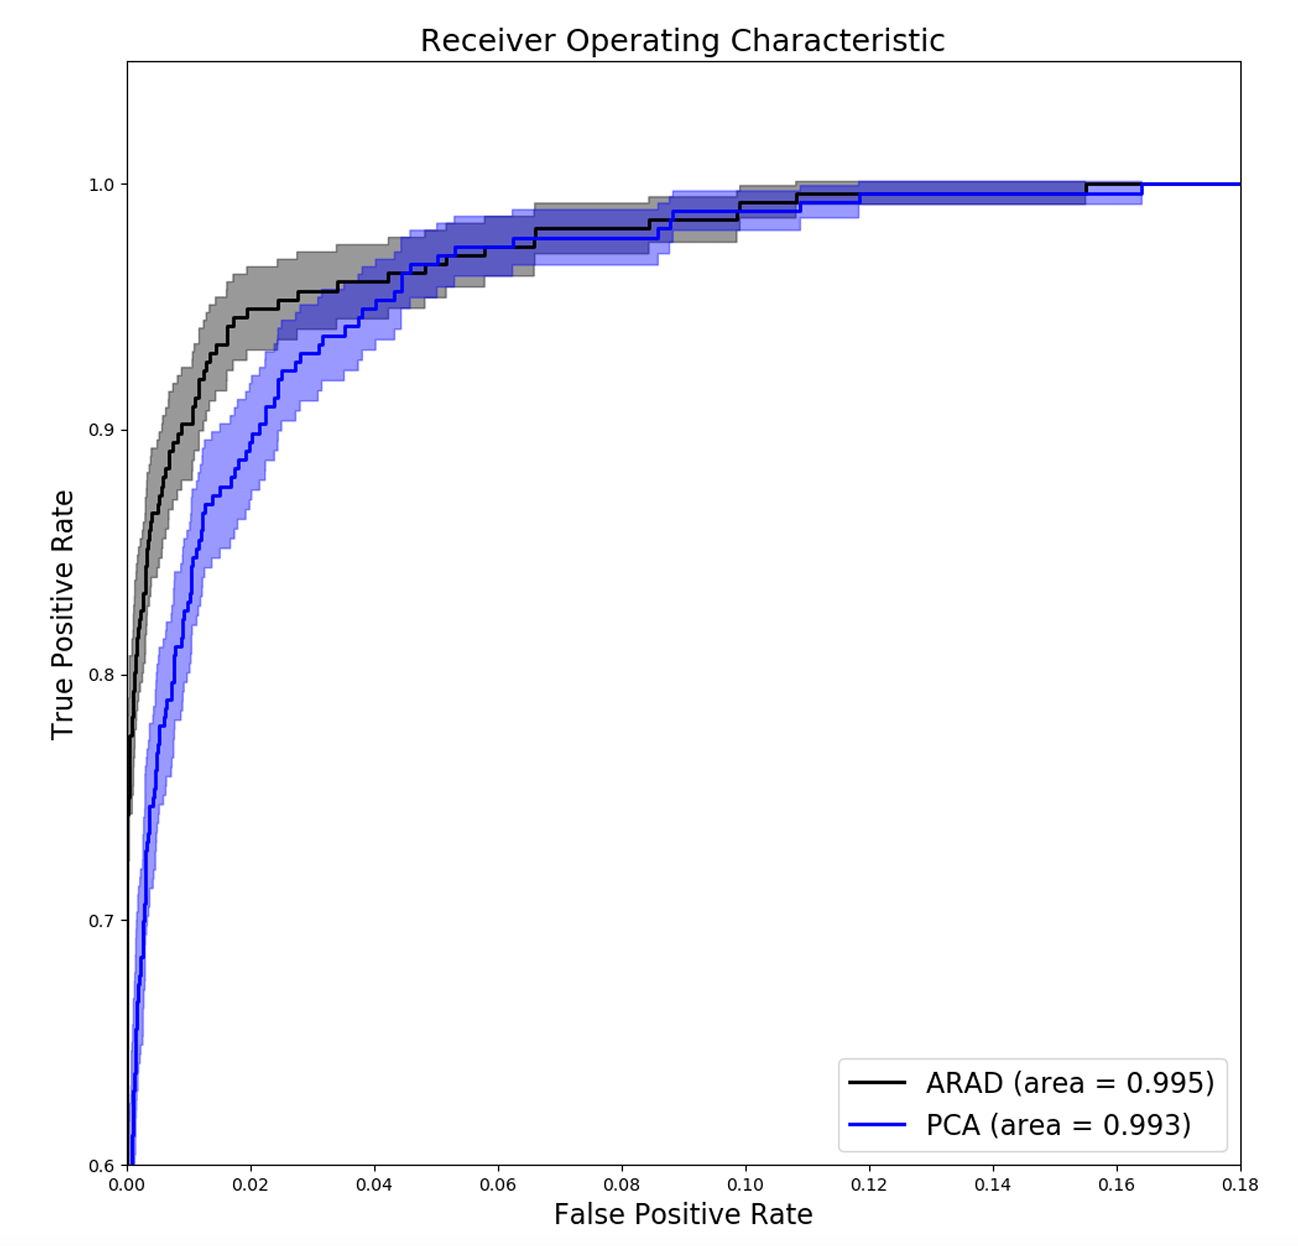 Receiver Operating Characteristic
1.0
0.9
0.8
0.7
0.6
True Positive Rate
ARAD (area = 0.995)
PCA (area = 0.993)
0.00 0.02 0.04 0.06 0.08 0.10 0.12 0.14 0.16 0.18
False Positive Rate